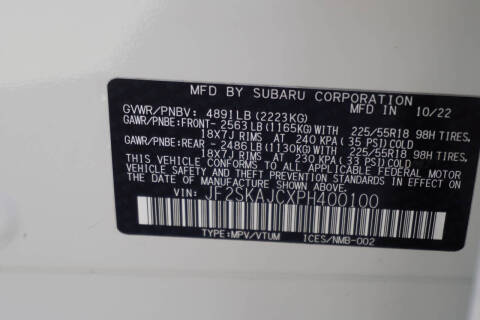 MFD BY SUBARU CORPORATION 10/22
GVWR/PNBV: 4891LB (2223KG)
GAWR/PNBE:FRONT- 2563LB(1165KG)WITH 225/55R18 98H TIRES,
18X7J RIMS AT 240 KPA( 35 PSI)COLD
GAWR/PNBE:REAR - 2486LB(1130KG)WITH 225/55R18 98H TIRES,
18X7J RIMS AT 230 KPA( 33 PSI)COLD
THIS VEHICLE CONFORMS TO ALL APPLICABLE FEDERAL MOTOR
VEHICLE SAFETY, BUMPER, AND THEFT PREVENTION STANDARDS IN
EFFECT ON THE DATE OF MANUFACTURE SHOWN ABOVE.
VIN: JF2SKAJCXPH400100
TYPE:MPV/VTUM ICES/NMB-002